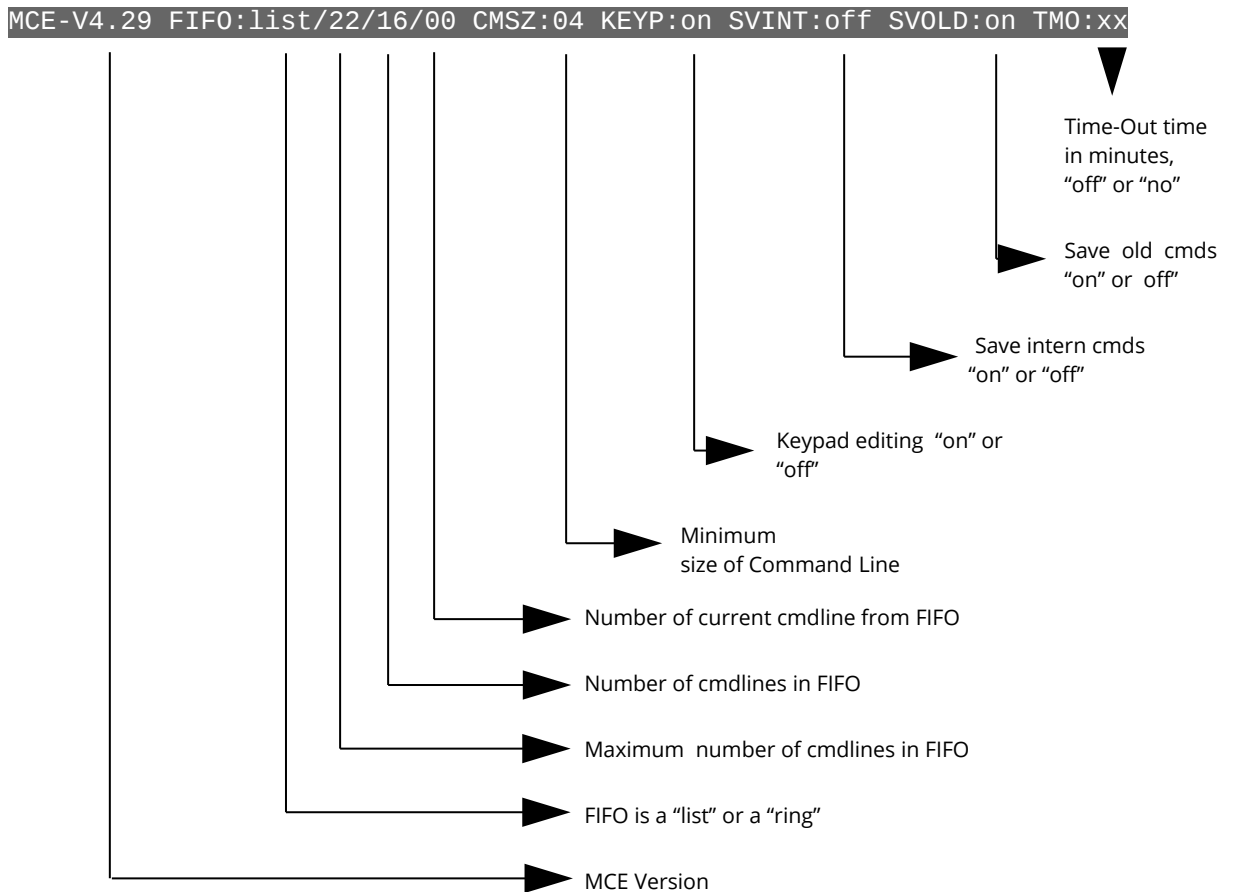 MCE-V4.29 FIFO:list/22/16/00 CMSZ:04 KEYP:on SVINT:off SVOLD:on TMO:xx
Time-Out time
in minutes,
“off” or “no”
Save old cmds
“on” or off”
Save intern cmds
“on” or “off”
Keypad editing “on” or
“off”
Minimum
size of Command Line
Number of current cmdline from FIFO
Number of cmdlines in FIFO
Maximum number of cmdlines in FIFO
FIFO is a “list” or a “ring”
MCE Version